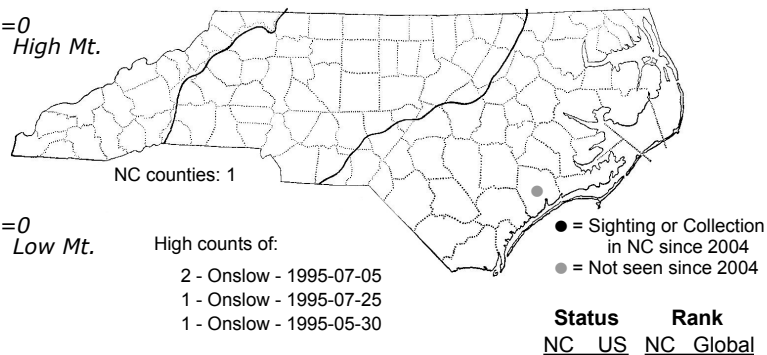 =0
High Mt.
NC counties: 1
=0
Low Mt.
High counts of:
2 - Onslow - 1995-07-05
1 - Onslow - 1995-07-25
1 - Onslow - 1995-05-30
● = Sighting or Collection
in NC since 2004
● = Not seen since 2004
Status Rank
NC US NC Global